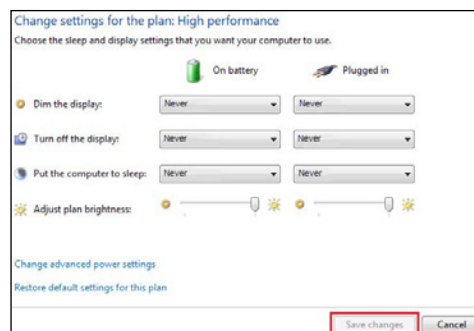 Change settings for the plan: High performance
Choose the sleep and display settings that you want your computer to use.
On battery Plugged in
Dim the display: Never Never
Turn off the display: Never Never
Put the computer to sleep: Never Never
Adjust plan brightness:
Change advanced power settings
Restore default settings for this plan
Save changes Cancel